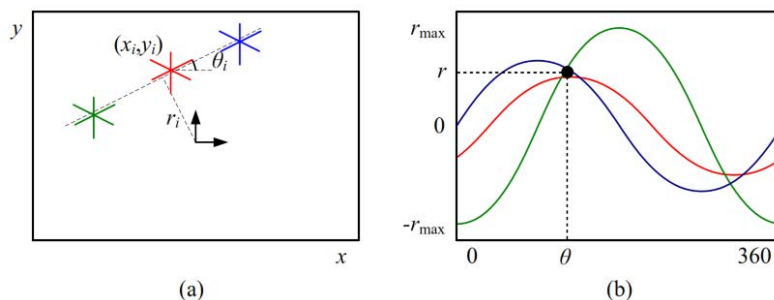 y
(xᵢ,yᵢ)
θᵢ
rᵢ
x
(a)
rₘₐₓ
r
0
-rₘₐₓ
0 θ 360
(b)